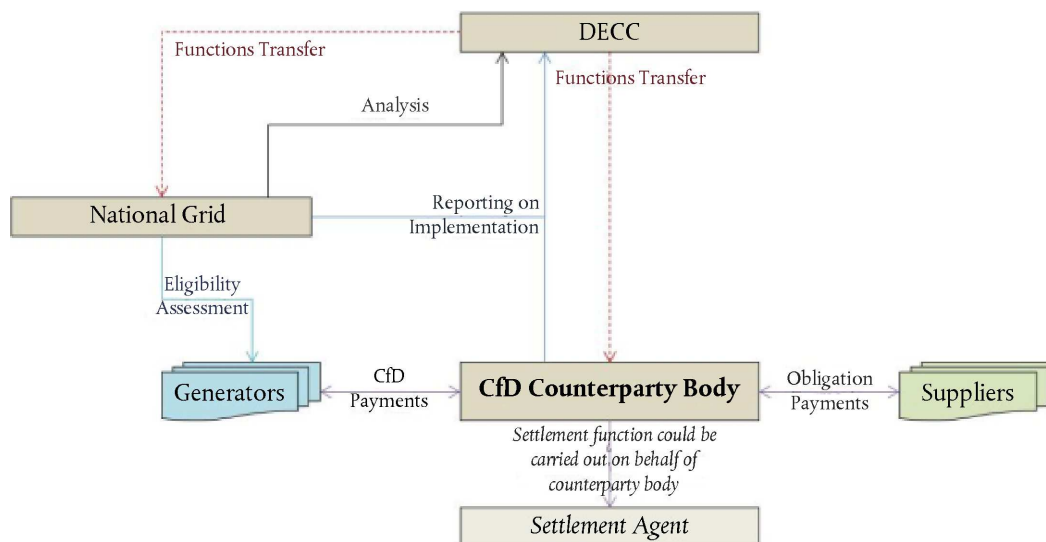 DECC
Functions Transfer
Functions Transfer
Analysis
National Grid
Reporting on
Implementation
Eligibility
Assessment
Generators
CfD
Payments
CfD Counterparty Body
Obligation
Payments
Suppliers
Settlement function could be
carried out on behalf of
counterparty body
Settlement Agent